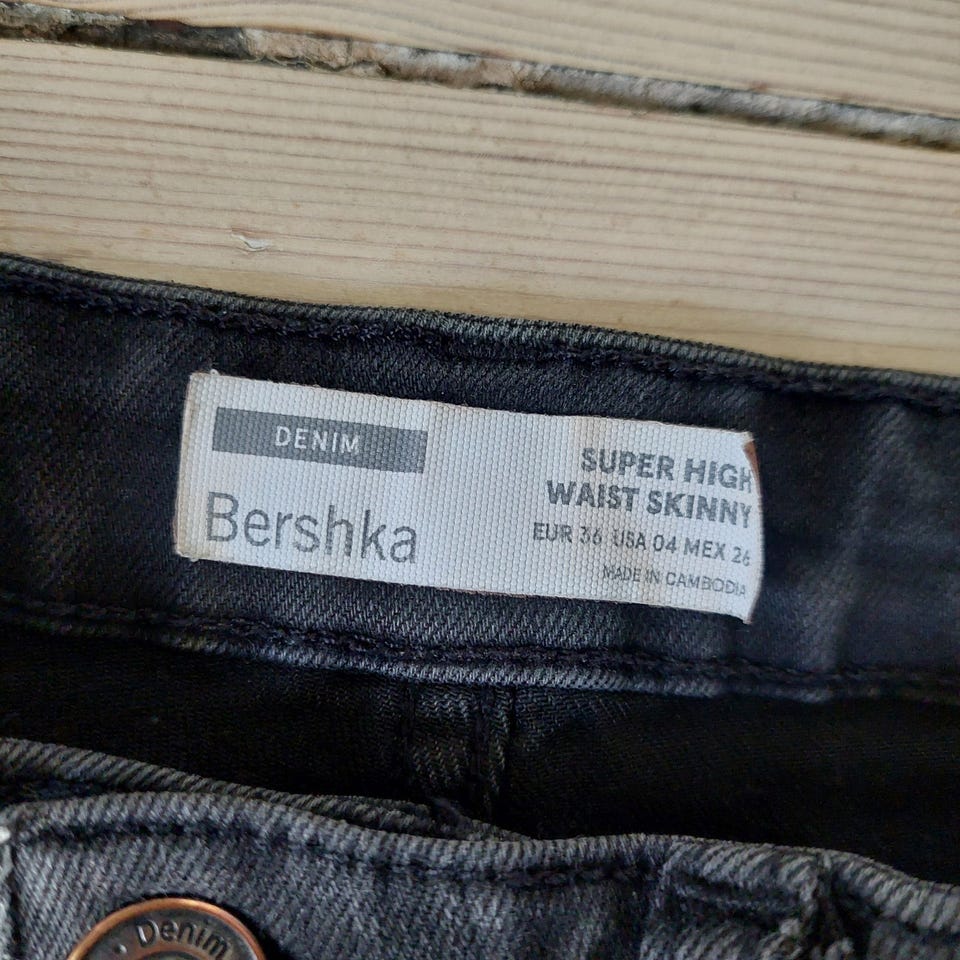 DENIM
Bershka
SUPER HIGH
WAIST SKINNY
EUR 36 USA 04 MEX 26
MADE IN CAMBODIA
Denim